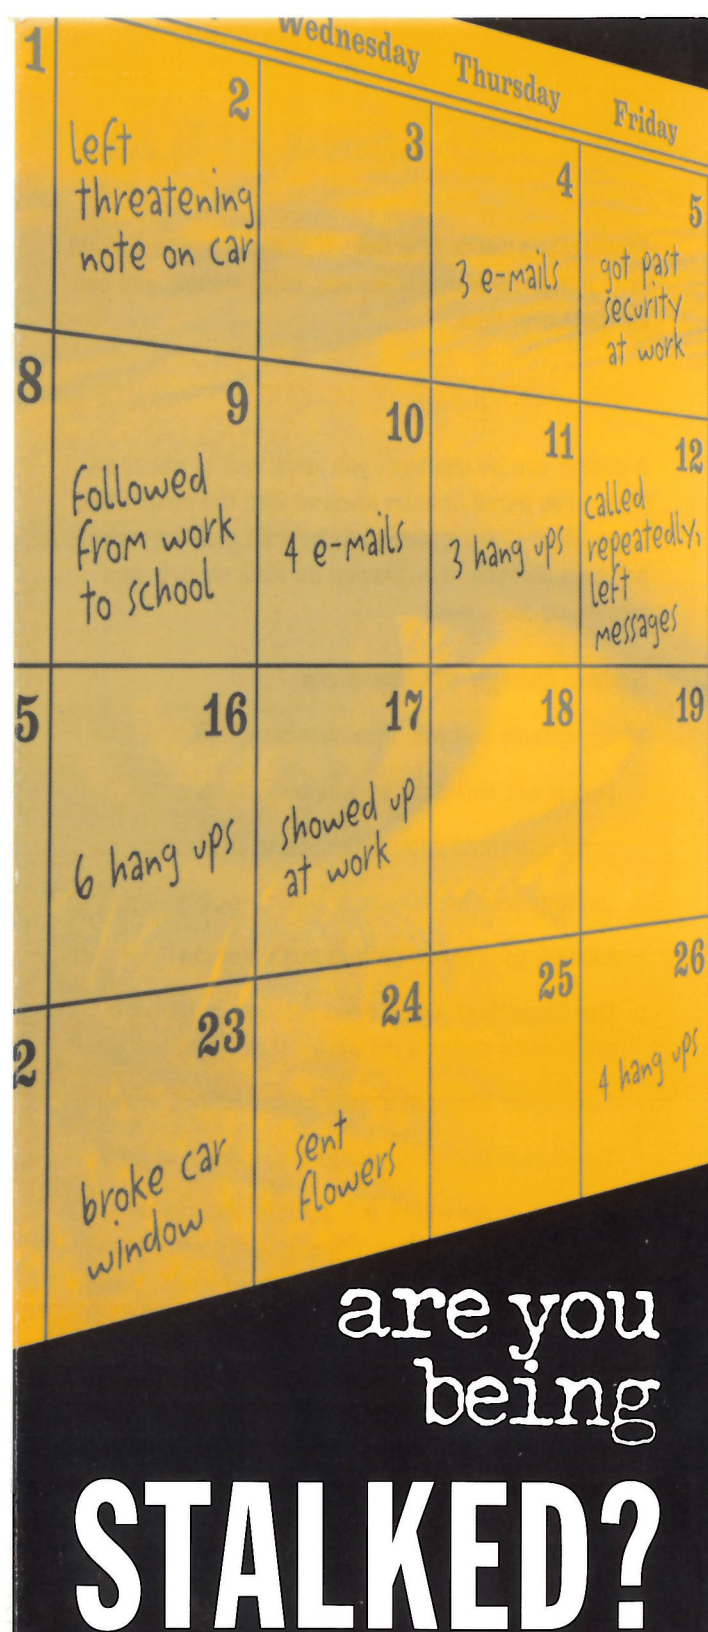 Wednesday Thursday Friday
1 2 3 4 5
left
threatening
note on car
3 e-mails
got past
security
at work
8 9 10 11 12
followed
from work
to school
4 e-mails
3 hang ups
called
repeatedly,
left
messages
5 16 17 18 19
6 hang ups
showed up
at work
2 23 24 25 26
broke car
window
sent
flowers
4 hang ups
are you
being
STALKED?